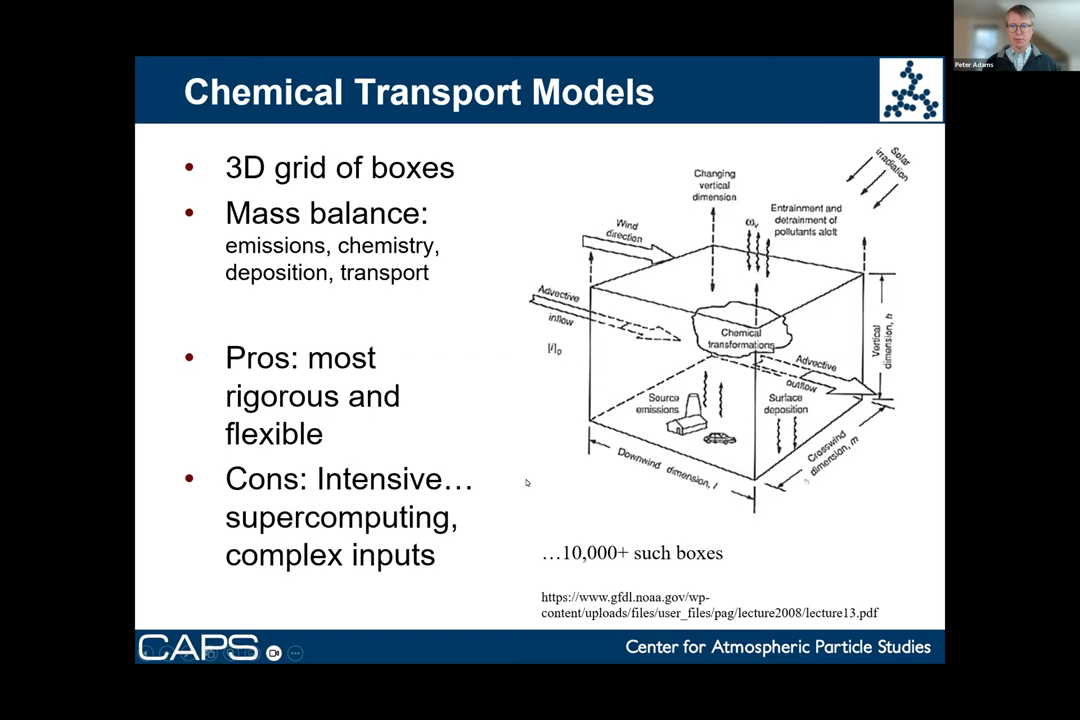 Peter Adams
Chemical Transport Models
• 3D grid of boxes
• Mass balance:
emissions, chemistry,
deposition, transport
• Pros: most
rigorous and
flexible
• Cons: Intensive…
supercomputing,
complex inputs
Solar
irradiation
Changing
vertical
dimension
Entrainment and
detrainment of
pollutants aloft
Wind
direction
Advective
inflow
Chemical
transformations
Advective
outflow
Vertical
dimension, h
Source
emissions
Surface
deposition
Crosswind
dimension, m
Downwind dimension, l
…10,000+ such boxes
https://www.gfdl.noaa.gov/wp-
content/uploads/files/user_files/pag/lecture2008/lecture13.pdf
CAPS
Center for Atmospheric Particle Studies